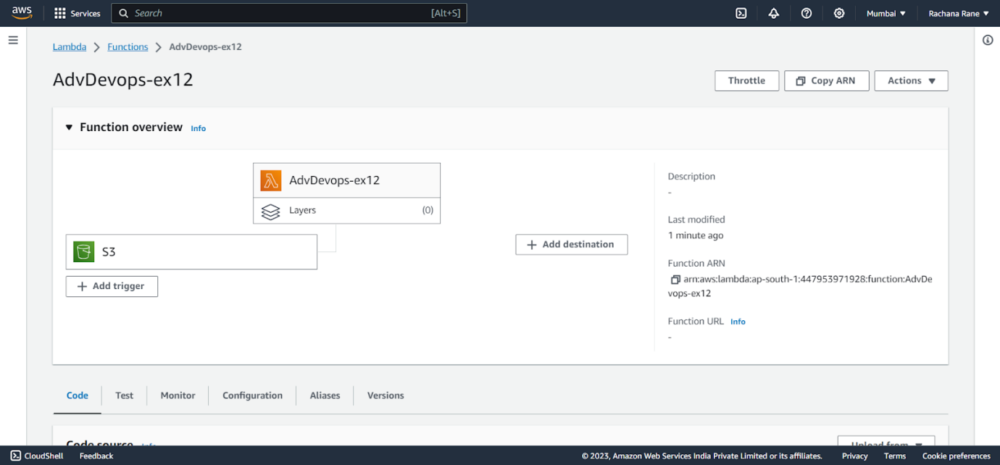 aws Services Search [Alt+S] Mumbai ▼ Rachana Rane ▼
Lambda > Functions > AdvDevops-ex12
AdvDevops-ex12
Throttle Copy ARN Actions ▼
▼ Function overview Info
AdvDevops-ex12
Layers (0)
S3
+ Add trigger
+ Add destination
Description
-
Last modified
1 minute ago
Function ARN
arn:aws:lambda:ap-south-1:447953971928:function:AdvDe
vops-ex12
Function URL Info
-
Code Test Monitor Configuration Aliases Versions
Code source Info Upload from ▼
CloudShell Feedback © 2023, Amazon Web Services India Private Limited or its affiliates. Privacy Terms Cookie preferences